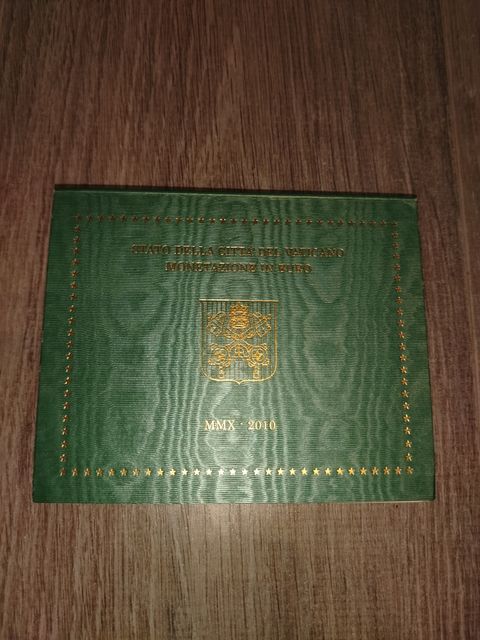 STATO DELLA CITTÀ DEL VATICANO
MONETAZIONE IN EURO
MMX · 2010